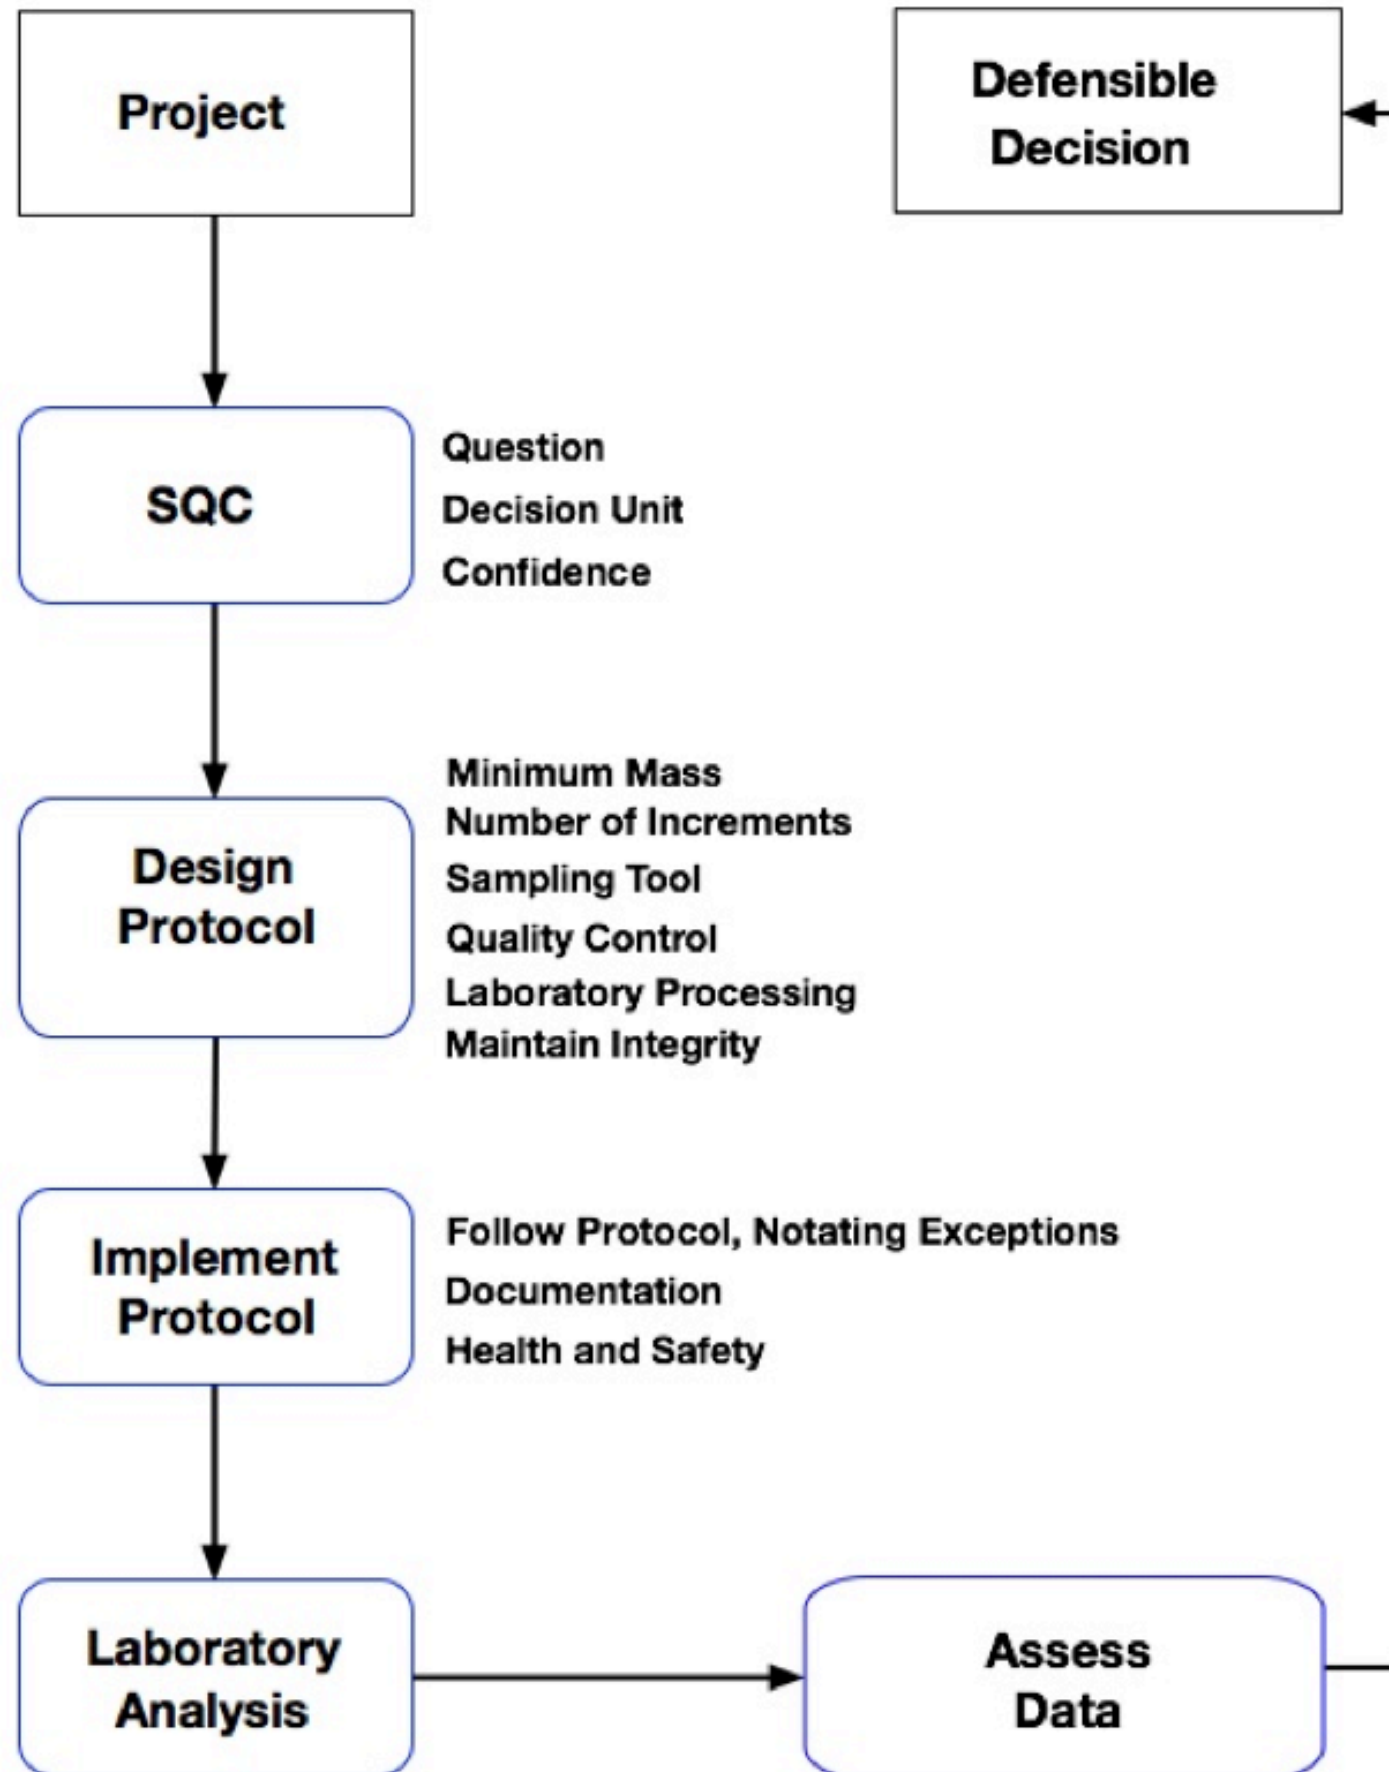 Project
Defensible
Decision
SQC
Question
Decision Unit
Confidence
Design
Protocol
Minimum Mass
Number of Increments
Sampling Tool
Quality Control
Laboratory Processing
Maintain Integrity
Implement
Protocol
Follow Protocol, Notating Exceptions
Documentation
Health and Safety
Laboratory
Analysis
Assess
Data